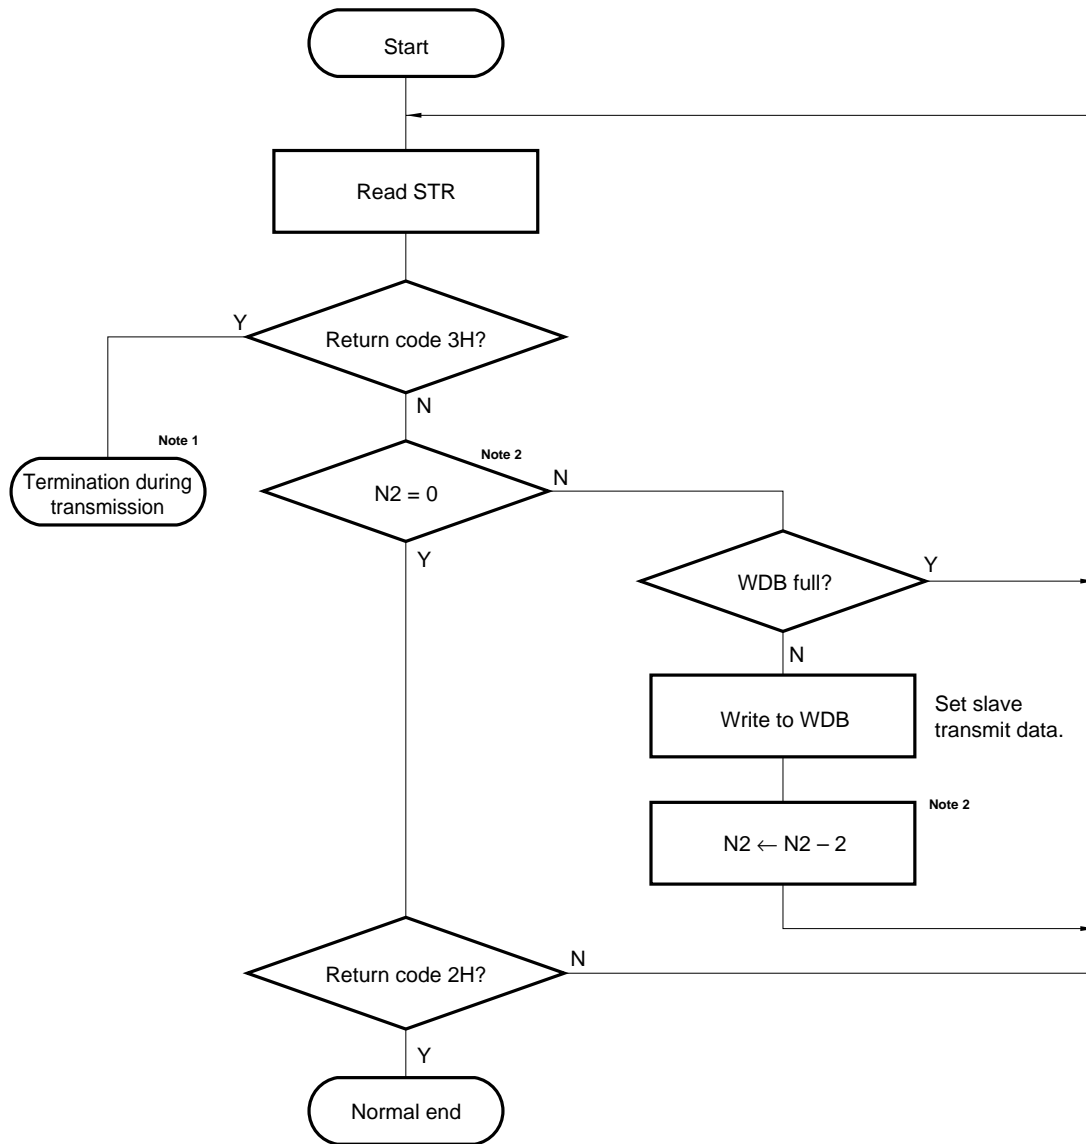 Start
Read STR
Y
Return code 3H?
N
Note 1
Termination during
transmission
Note 2
N2 = 0
N
Y
WDB full?
Y
N
Write to WDB
Set slave
transmit data.
Note 2
N2 ← N2 – 2
Return code 2H?
N
Y
Normal end